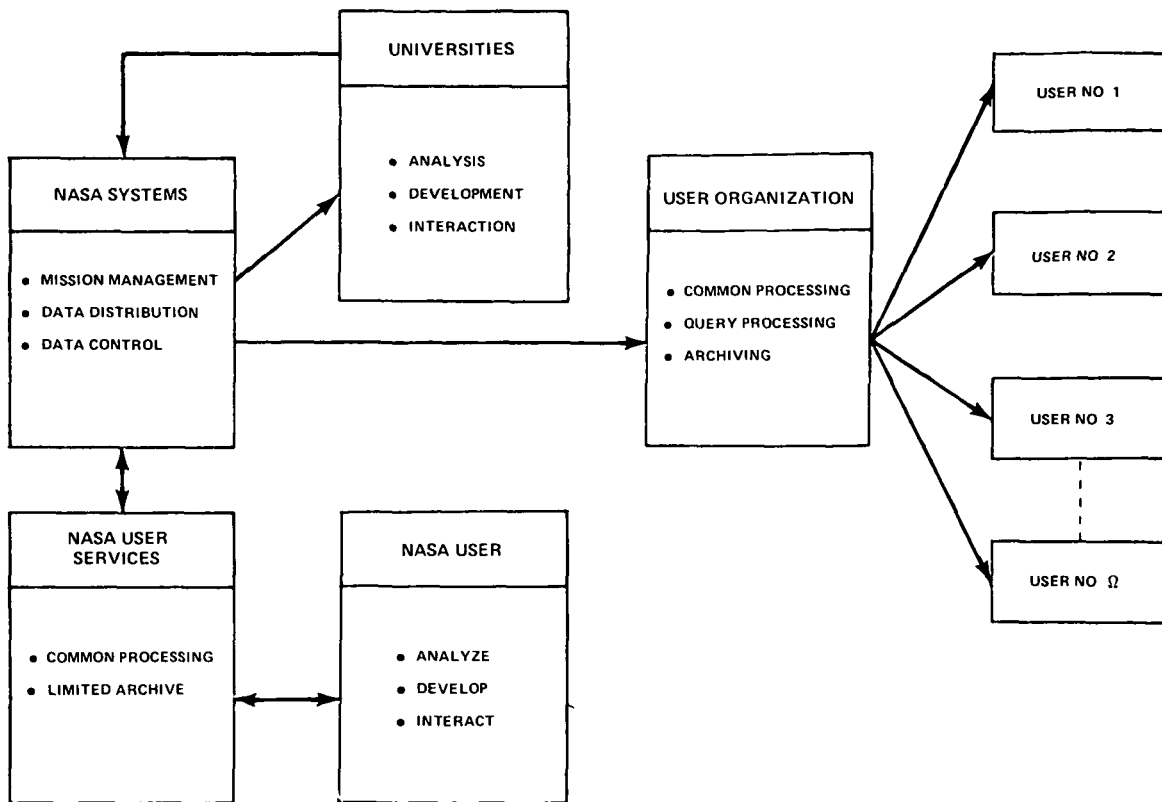 UNIVERSITIES
• ANALYSIS
• DEVELOPMENT
• INTERACTION
NASA SYSTEMS
• MISSION MANAGEMENT
• DATA DISTRIBUTION
• DATA CONTROL
USER ORGANIZATION
• COMMON PROCESSING
• QUERY PROCESSING
• ARCHIVING
USER NO 1
USER NO 2
USER NO 3
USER NO Ω
NASA USER
SERVICES
• COMMON PROCESSING
• LIMITED ARCHIVE
NASA USER
• ANALYZE
• DEVELOP
• INTERACT